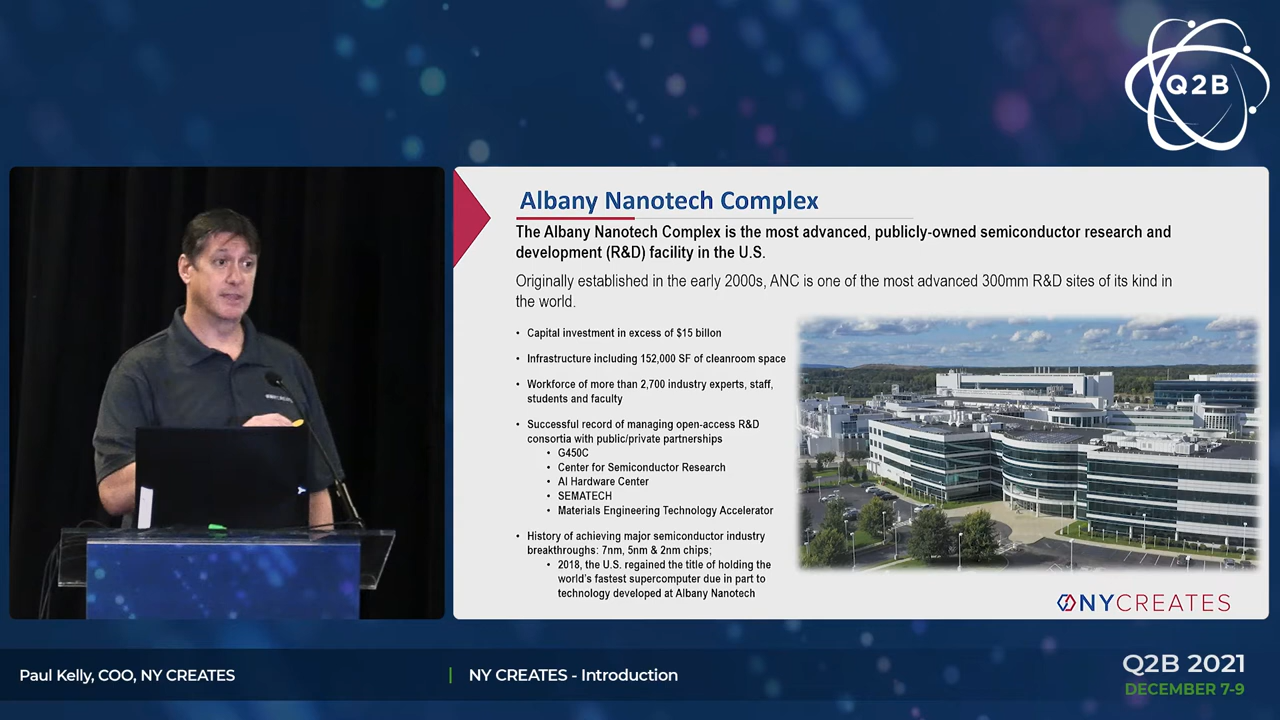 Q2B
Albany Nanotech Complex
The Albany Nanotech Complex is the most advanced, publicly-owned semiconductor research and
development (R&D) facility in the U.S.
Originally established in the early 2000s, ANC is one of the most advanced 300mm R&D sites of its kind in
the world.
• Capital investment in excess of $15 billon
• Infrastructure including 152,000 SF of cleanroom space
• Workforce of more than 2,700 industry experts, staff,
students and faculty
• Successful record of managing open-access R&D
consortia with public/private partnerships
• G450C
• Center for Semiconductor Research
• AI Hardware Center
• SEMATECH
• Materials Engineering Technology Accelerator
• History of achieving major semiconductor industry
breakthroughs: 7nm, 5nm & 2nm chips;
• 2018, the U.S. regained the title of holding the
world's fastest supercomputer due in part to
technology developed at Albany Nanotech
NYCREATES
Paul Kelly, COO, NY CREATES
NY CREATES - Introduction
Q2B 2021
DECEMBER 7-9